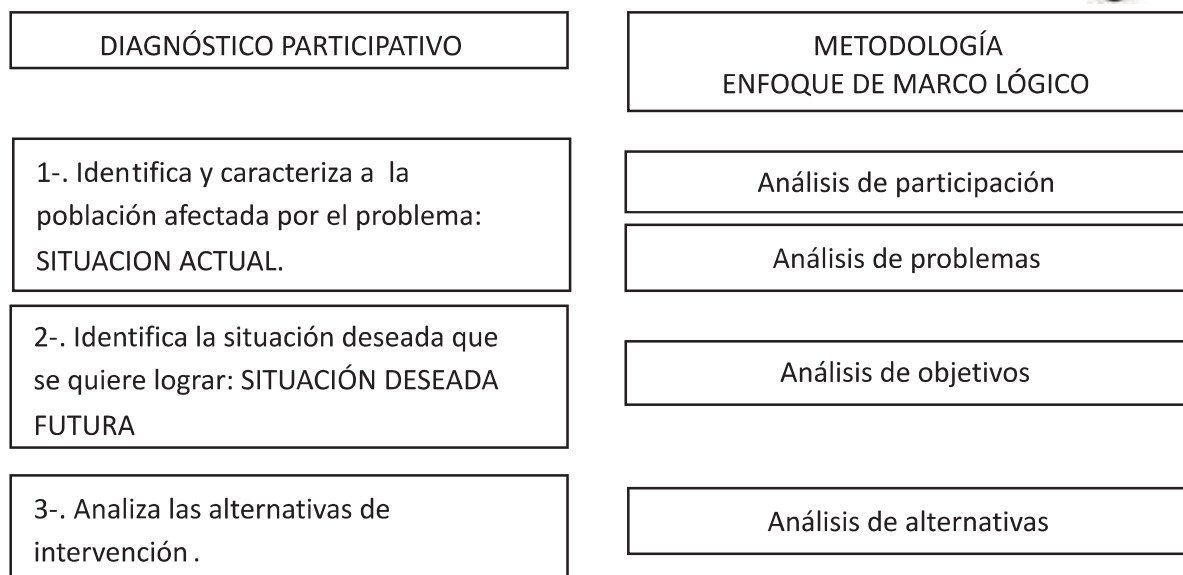 DIAGNÓSTICO PARTICIPATIVO
METODOLOGÍA
ENFOQUE DE MARCO LÓGICO
1-. Identifica y caracteriza a la
población afectada por el problema:
SITUACION ACTUAL.
Análisis de participación
Análisis de problemas
2-. Identifica la situación deseada que
se quiere lograr: SITUACIÓN DESEADA
FUTURA
Análisis de objetivos
3-. Analiza las alternativas de
intervención .
Análisis de alternativas